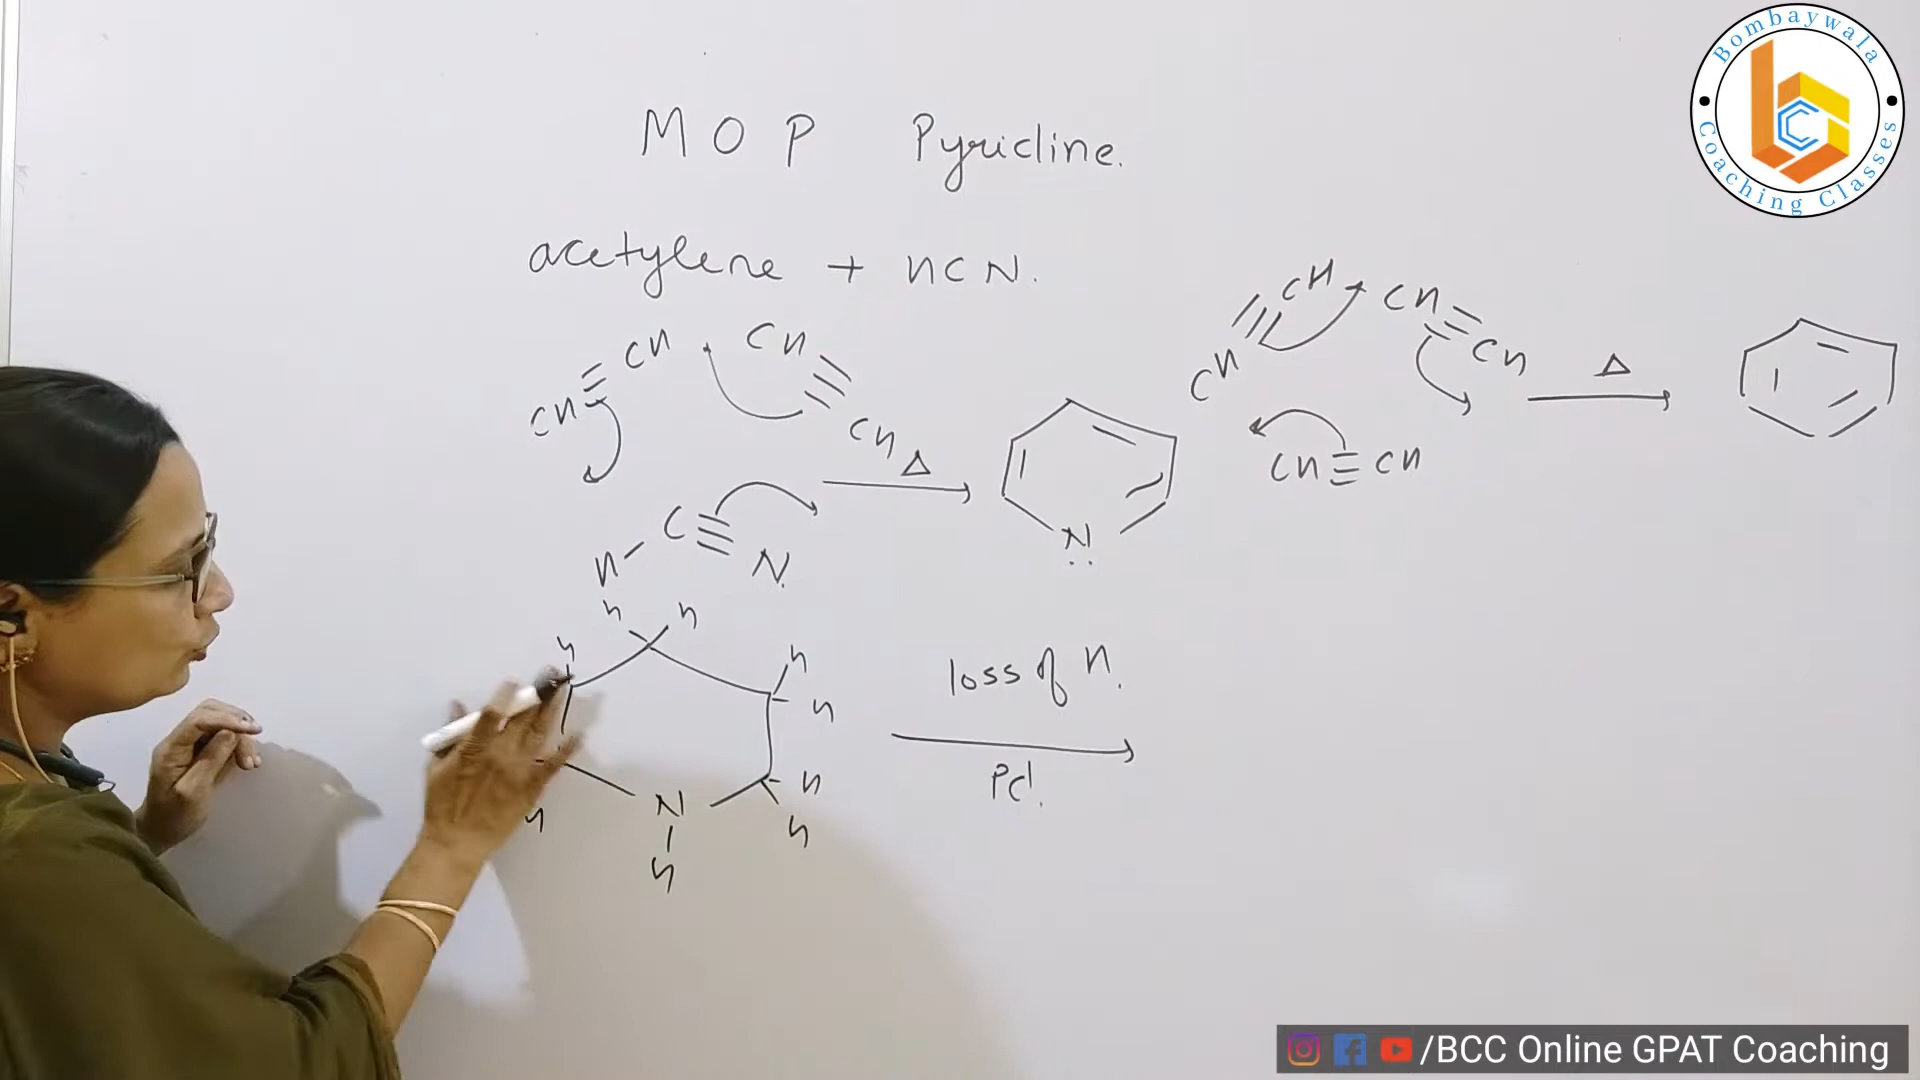 MOP Pyridine.
acetylene + HCN.
CH≡CH CH≡CH
H-C≡N
Δ
N
CH≡CH CH≡CH
CH≡CH
Δ
H H
H
H
H
H
H
N
H
H
loss of H.
Pd.
Bombaywala
Coaching Classes
/BCC Online GPAT Coaching